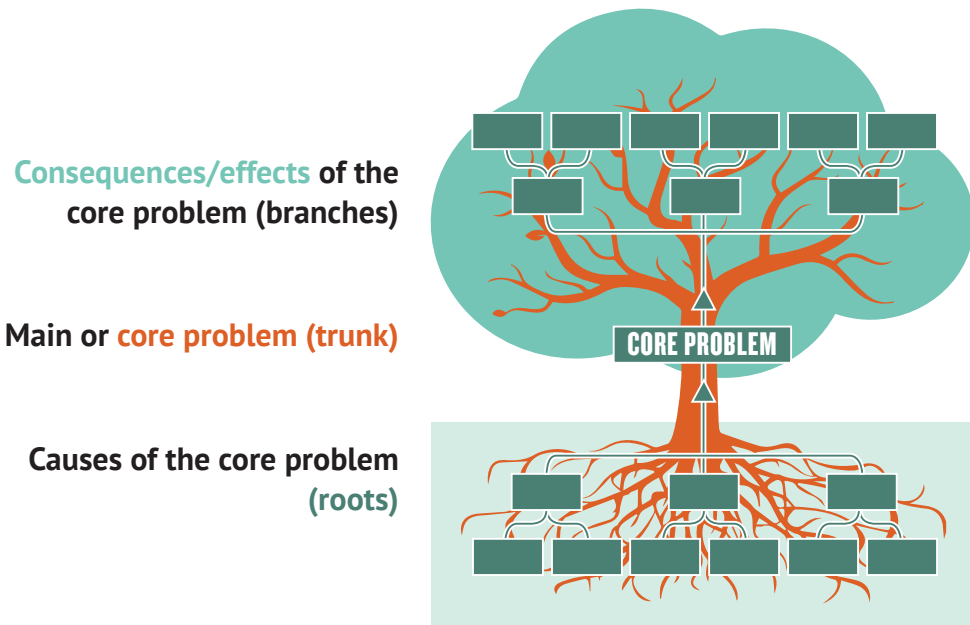 Consequences/effects of the
core problem (branches)
Main or core problem (trunk)
CORE PROBLEM
Causes of the core problem
(roots)